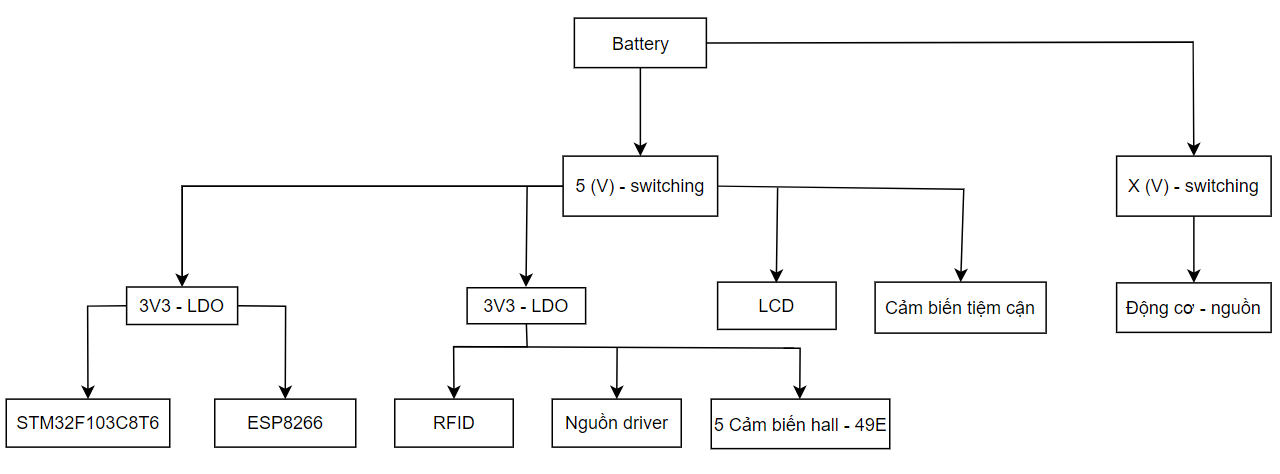 Battery
5 (V) - switching
X (V) - switching
3V3 - LDO
3V3 - LDO
LCD
Cảm biến tiệm cận
Động cơ - nguồn
STM32F103C8T6
ESP8266
RFID
Nguồn driver
5 Cảm biến hall - 49E